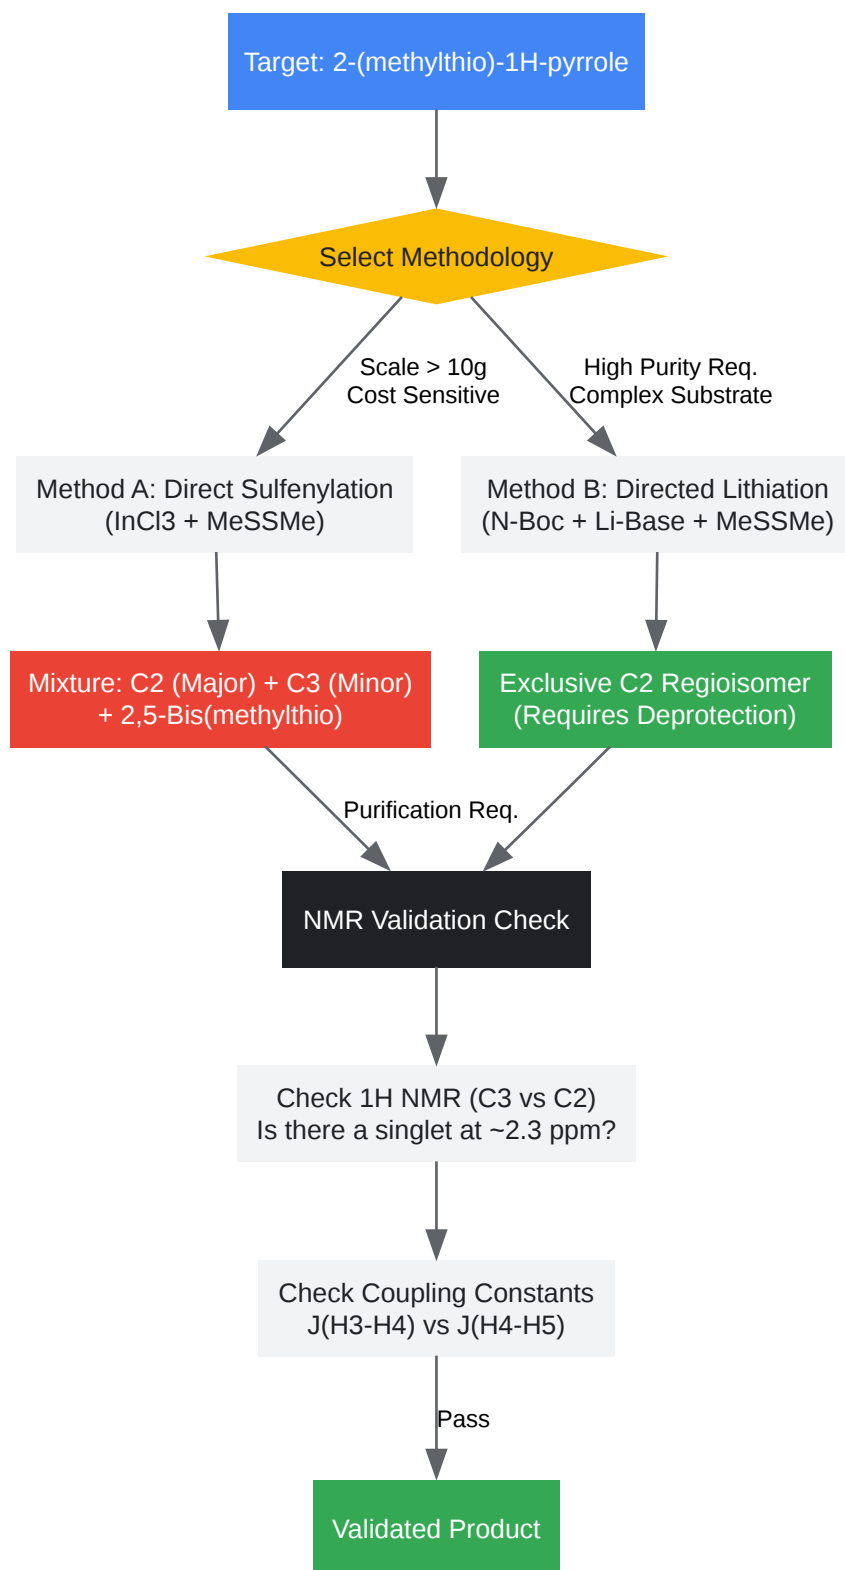 Target: 2-(methylthio)-1H-pyrrole
Select Methodology
Scale > 10g
Cost Sensitive
High Purity Req.
Complex Substrate
Method A: Direct Sulfenylation
(InCl3 + MeSSMe)
Method B: Directed Lithiation
(N-Boc + Li-Base + MeSSMe)
Mixture: C2 (Major) + C3 (Minor)
+ 2,5-Bis(methylthio)
Exclusive C2 Regioisomer
(Requires Deprotection)
Purification Req.
NMR Validation Check
Check 1H NMR (C3 vs C2)
Is there a singlet at ~2.3 ppm?
Check Coupling Constants
J(H3-H4) vs J(H4-H5)
Pass
Validated Product